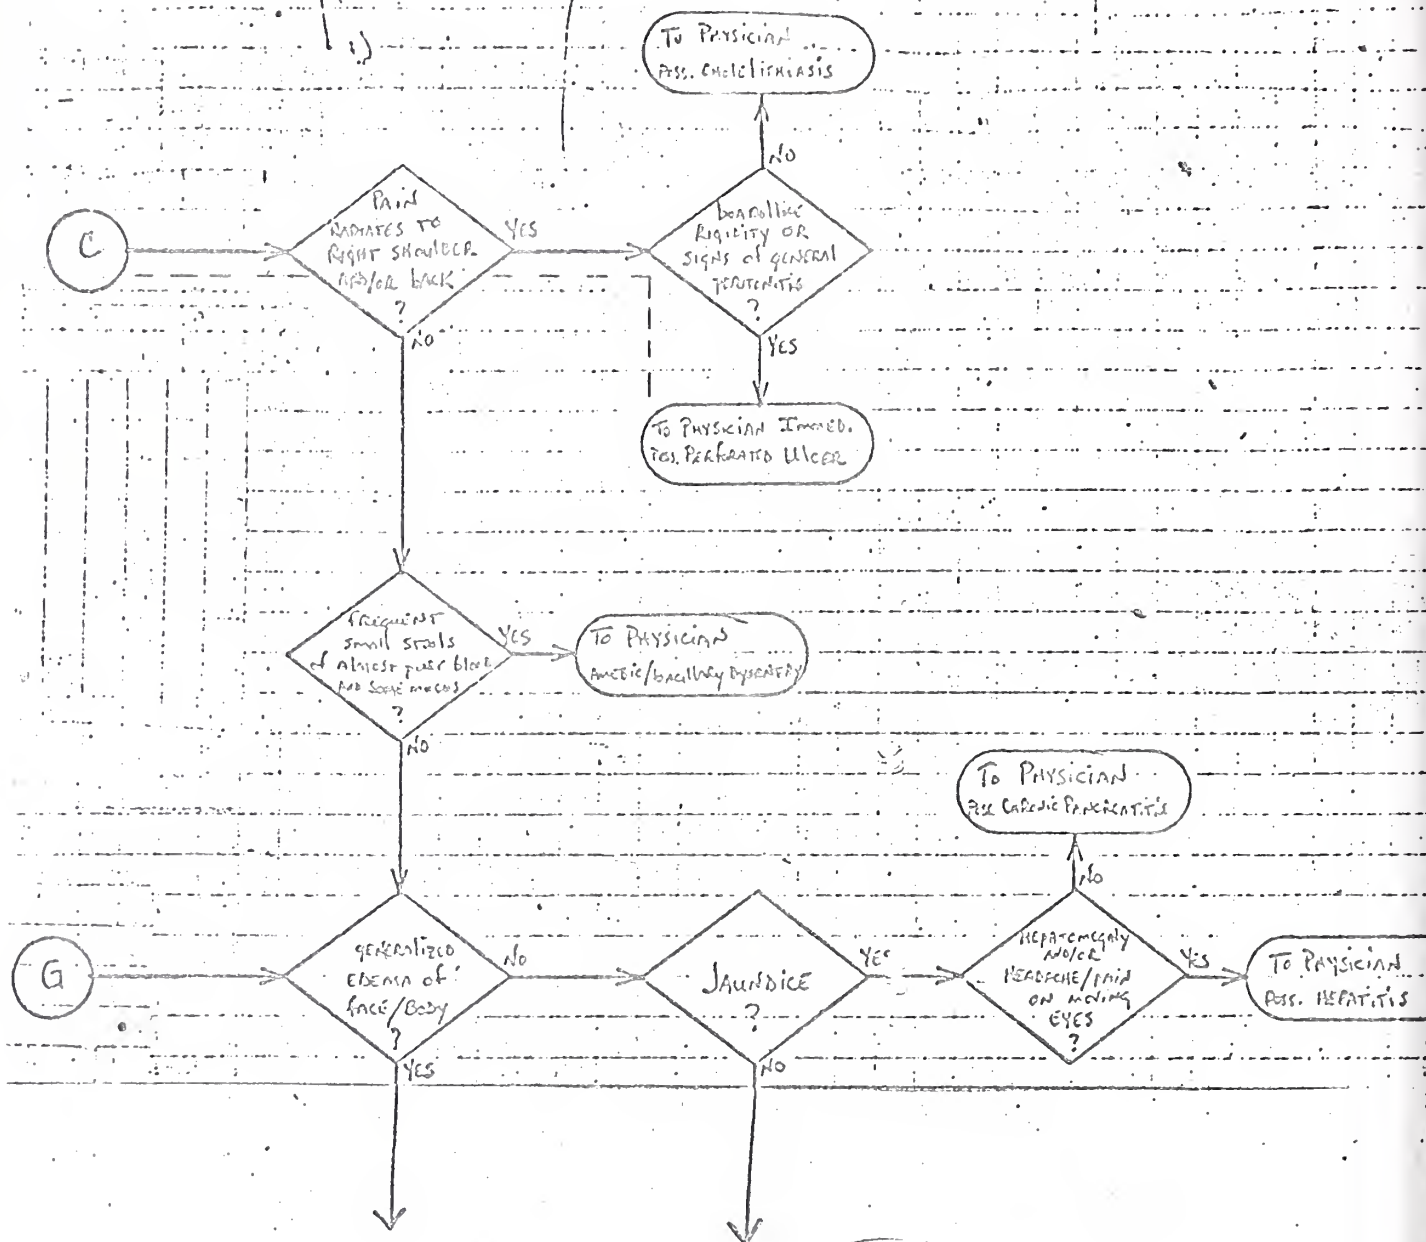 To Physician
Poss. Cholelithiasis
NO
C
Pain
Radiates to
Right Shoulder
And/or back
?
YES
Boardlike
Rigidity or
Signs of general
peritenitis
?
NO
YES
To Physician Immed.
Pos. Perforated Ulcer
Frequent
Small stools
of almost pure blood
and some mucus
?
YES
To Physician
Amebic/bacillary Dysentry
NO
To Physician
Poss Chronic Pancreatitis
No
G
generalized
Edema of
face/Body
?
No
YES
Jaundice
?
YES
NO
Hepatomegaly
and/or
Headache/pain
on moving
Eyes
?
YES
To Physician
Poss. Hepatitis